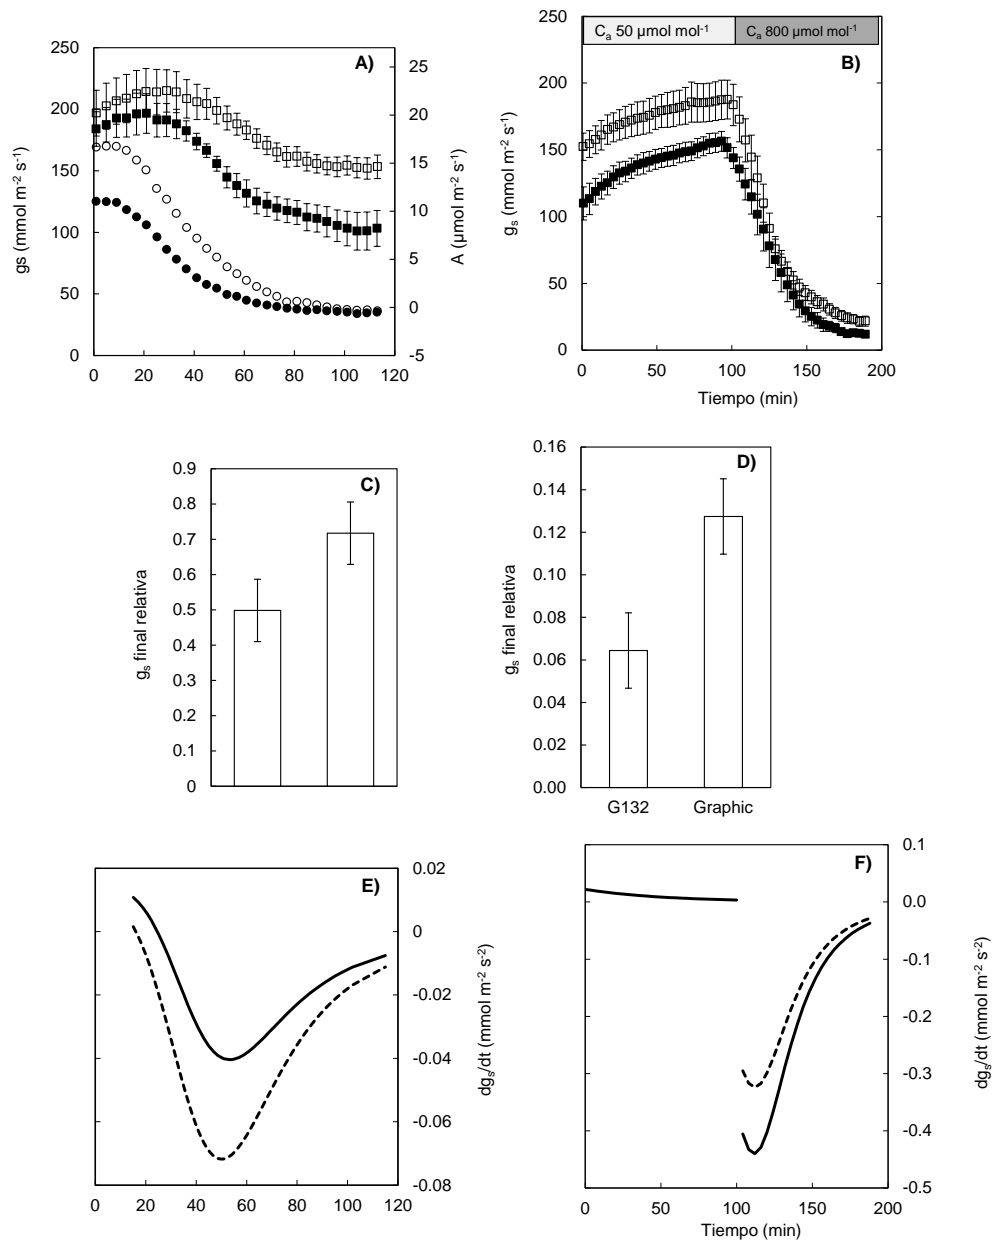 A)
250
200
150
100
50
0
gs (mmol m⁻² s⁻¹)
25
20
15
10
5
0
-5
A (µmol m⁻² s⁻¹)
0 20 40 60 80 100 120
B)
Cₐ 50 µmol mol⁻¹
Cₐ 800 µmol mol⁻¹
250
200
150
100
50
0
gₛ (mmol m⁻² s⁻¹)
0 50 100 150 200
Tiempo (min)
C)
0.9
0.8
0.7
0.6
0.5
0.4
0.3
0.2
0.1
0
gₛ final relativa
D)
0.16
0.14
0.12
0.10
0.08
0.06
0.04
0.02
0.00
gₛ final relativa
G132 Graphic
E)
0.02
0
-0.02
-0.04
-0.06
-0.08
dgₛ/dt (mmol m⁻² s⁻²)
0 20 40 60 80 100 120
F)
0.1
0.0
-0.1
-0.2
-0.3
-0.4
-0.5
dgₛ/dt (mmol m⁻² s⁻²)
0 50 100 150 200
Tiempo (min)